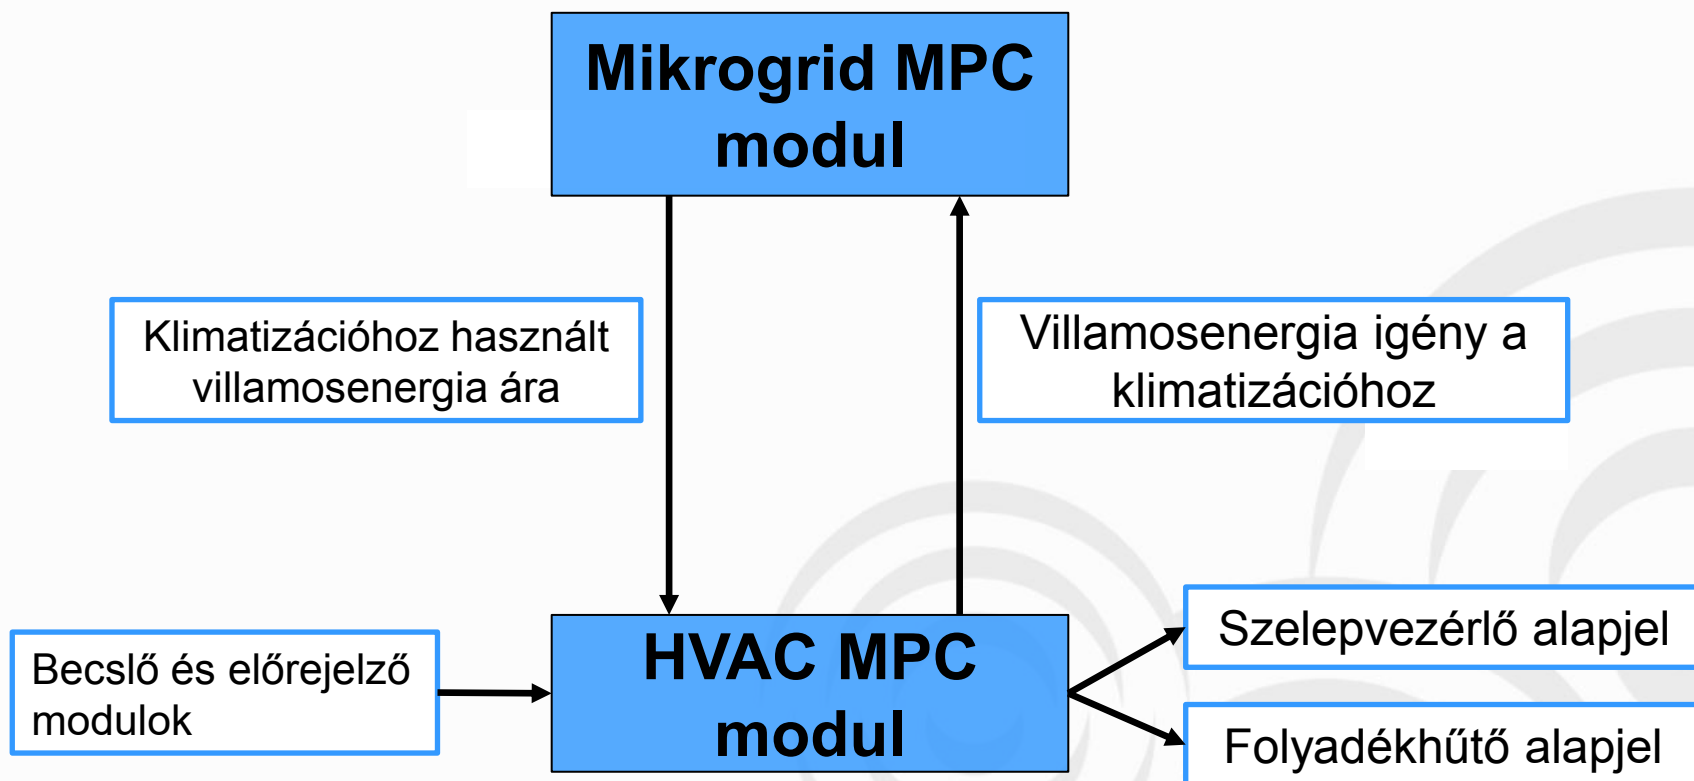 Mikrogrid MPC
modul
Klimatizációhoz használt
villamosenergia ára
Villamosenergia igény a
klimatizációhoz
Becslő és előrejelző
modulok
HVAC MPC
modul
Szelepvezérlő alapjel
Folyadékhűtő alapjel